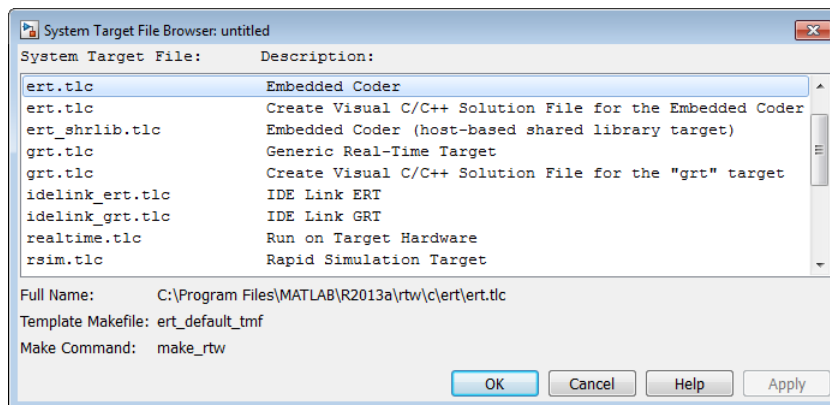 System Target File Browser: untitled
System Target File: Description:
ert.tlc Embedded Coder
ert.tlc Create Visual C/C++ Solution File for the Embedded Coder
ert_shrlib.tlc Embedded Coder (host-based shared library target)
grt.tlc Generic Real-Time Target
grt.tlc Create Visual C/C++ Solution File for the "grt" target
idelink_ert.tlc IDE Link ERT
idelink_grt.tlc IDE Link GRT
realtime.tlc Run on Target Hardware
rsim.tlc Rapid Simulation Target
Full Name: C:\Program Files\MATLAB\R2013a\rtw\c\ert\ert.tlc
Template Makefile: ert_default_tmf
Make Command: make_rtw
OK Cancel Help Apply